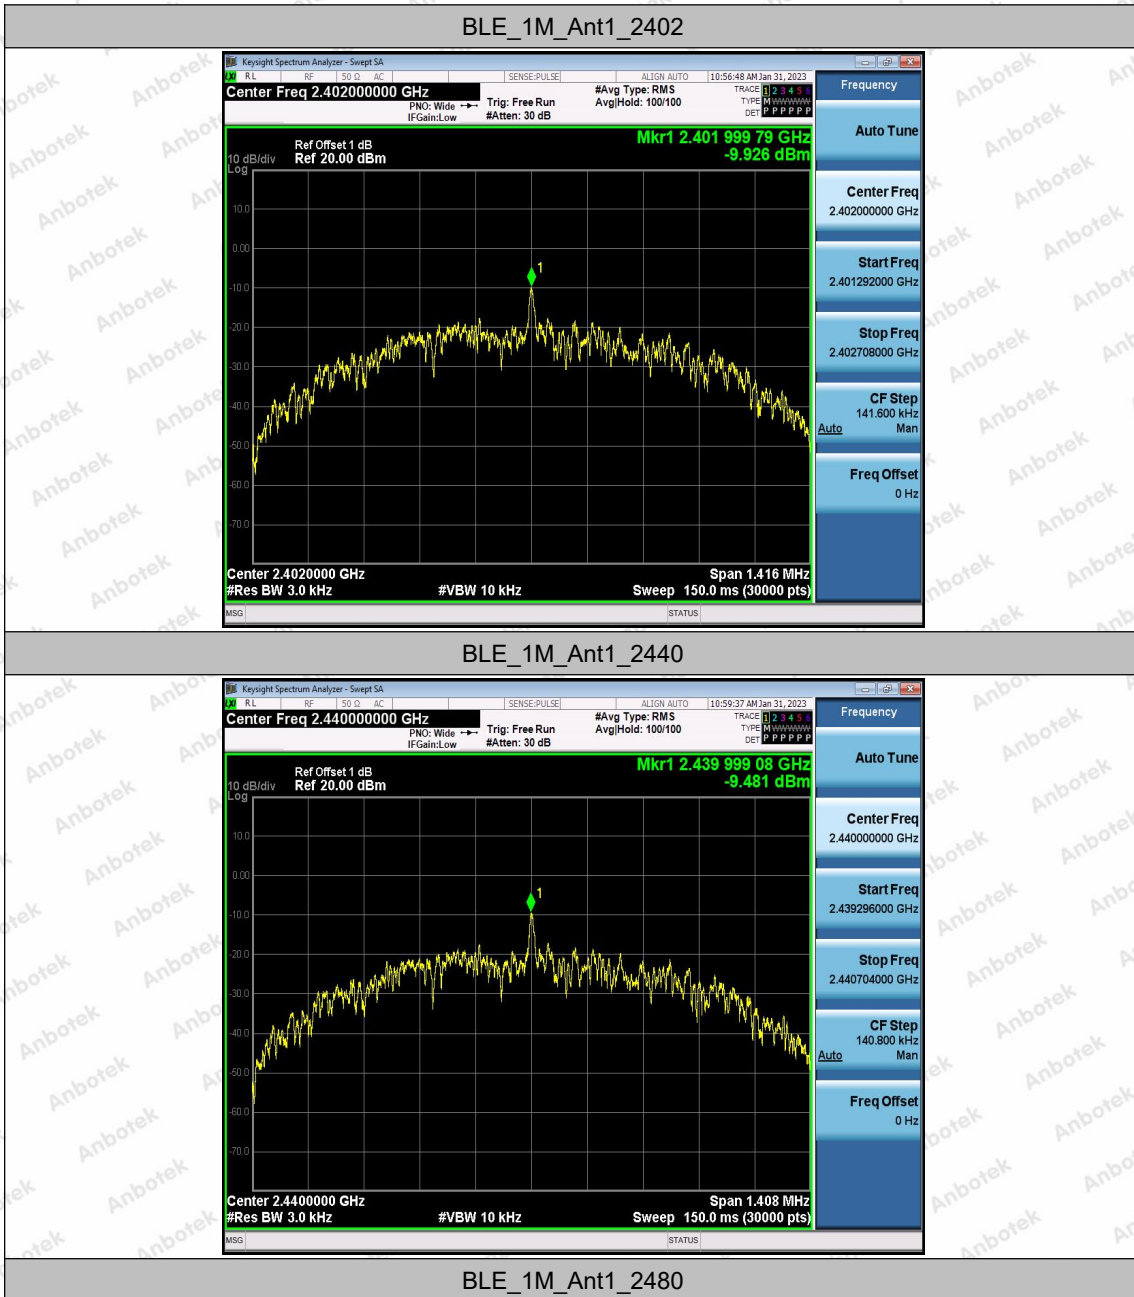 BLE_1M_Ant1_2402
Keysight Spectrum Analyzer - Swept SA
LXI RL RF 50 Ω AC SENSE:PULSE ALIGN AUTO 10:56:48 AM Jan 31, 2023
Center Freq 2.402000000 GHz
PNO: Wide
IFGain:Low
Trig: Free Run
#Atten: 30 dB
#Avg Type: RMS
Avg|Hold: 100/100
TRACE 1 2 3 4 5 6
TYPE M W W W W W
DET P P P P P P
Ref Offset 1 dB
10 dB/div Ref 20.00 dBm
Log
Mkr1 2.401 999 79 GHz
-9.926 dBm
1
10.0
0.00
-10.0
-20.0
-30.0
-40.0
-50.0
-60.0
-70.0
Center 2.4020000 GHz
Span 1.416 MHz
#Res BW 3.0 kHz #VBW 10 kHz Sweep 150.0 ms (30000 pts)
MSG STATUS
Frequency
Auto Tune
Center Freq
2.402000000 GHz
Start Freq
2.401292000 GHz
Stop Freq
2.402708000 GHz
CF Step
141.600 kHz
Auto Man
Freq Offset
0 Hz
BLE_1M_Ant1_2440
Keysight Spectrum Analyzer - Swept SA
LXI RL RF 50 Ω AC SENSE:PULSE ALIGN AUTO 10:59:37 AM Jan 31, 2023
Center Freq 2.440000000 GHz
PNO: Wide
IFGain:Low
Trig: Free Run
#Atten: 30 dB
#Avg Type: RMS
Avg|Hold: 100/100
TRACE 1 2 3 4 5 6
TYPE M W W W W W
DET P P P P P P
Ref Offset 1 dB
10 dB/div Ref 20.00 dBm
Log
Mkr1 2.439 999 08 GHz
-9.481 dBm
1
10.0
0.00
-10.0
-20.0
-30.0
-40.0
-50.0
-60.0
-70.0
Center 2.4400000 GHz
Span 1.408 MHz
#Res BW 3.0 kHz #VBW 10 kHz Sweep 150.0 ms (30000 pts)
MSG STATUS
Frequency
Auto Tune
Center Freq
2.440000000 GHz
Start Freq
2.439296000 GHz
Stop Freq
2.440704000 GHz
CF Step
140.800 kHz
Auto Man
Freq Offset
0 Hz
BLE_1M_Ant1_2480
Anbotek